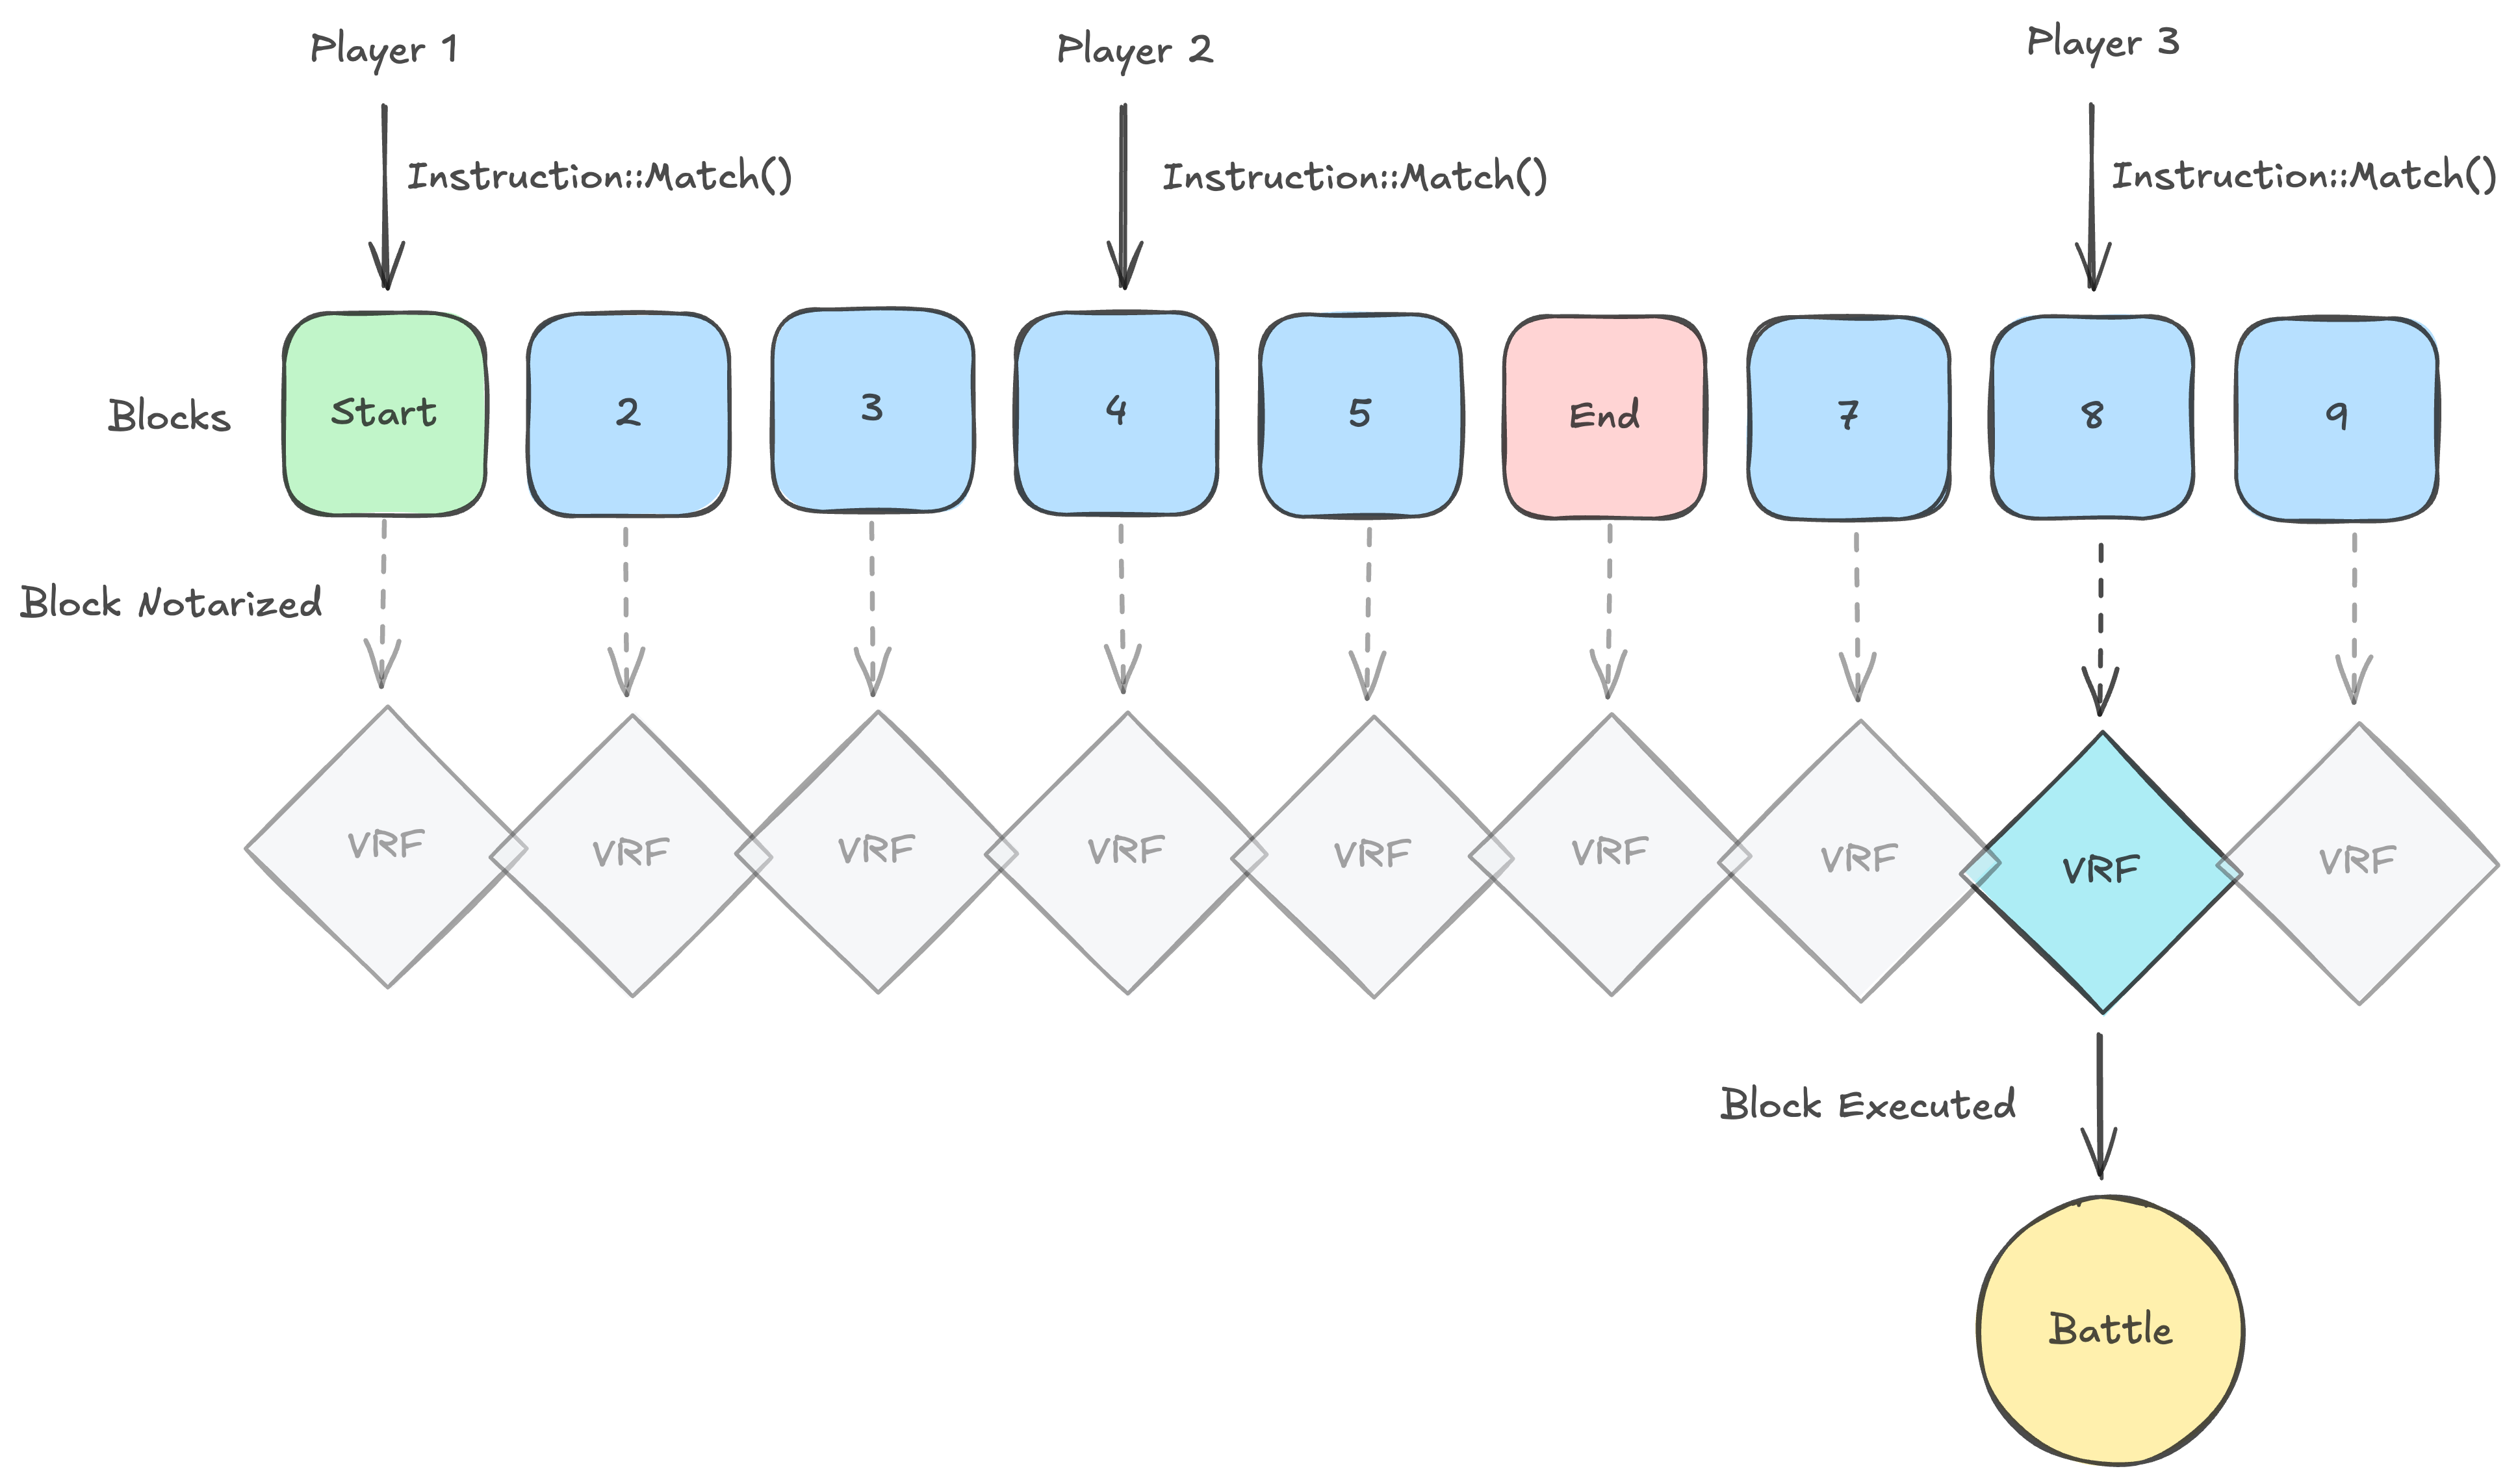 Player 1
Player 2
Player 3
Instruction::Match()
Instruction::Match()
Instruction::Match()
Blocks
Start
2
3
4
5
End
7
8
9
Block Notarized
VRF
VRF
VRF
VRF
VRF
VRF
VRF
VRF
VRF
Block Executed
Battle